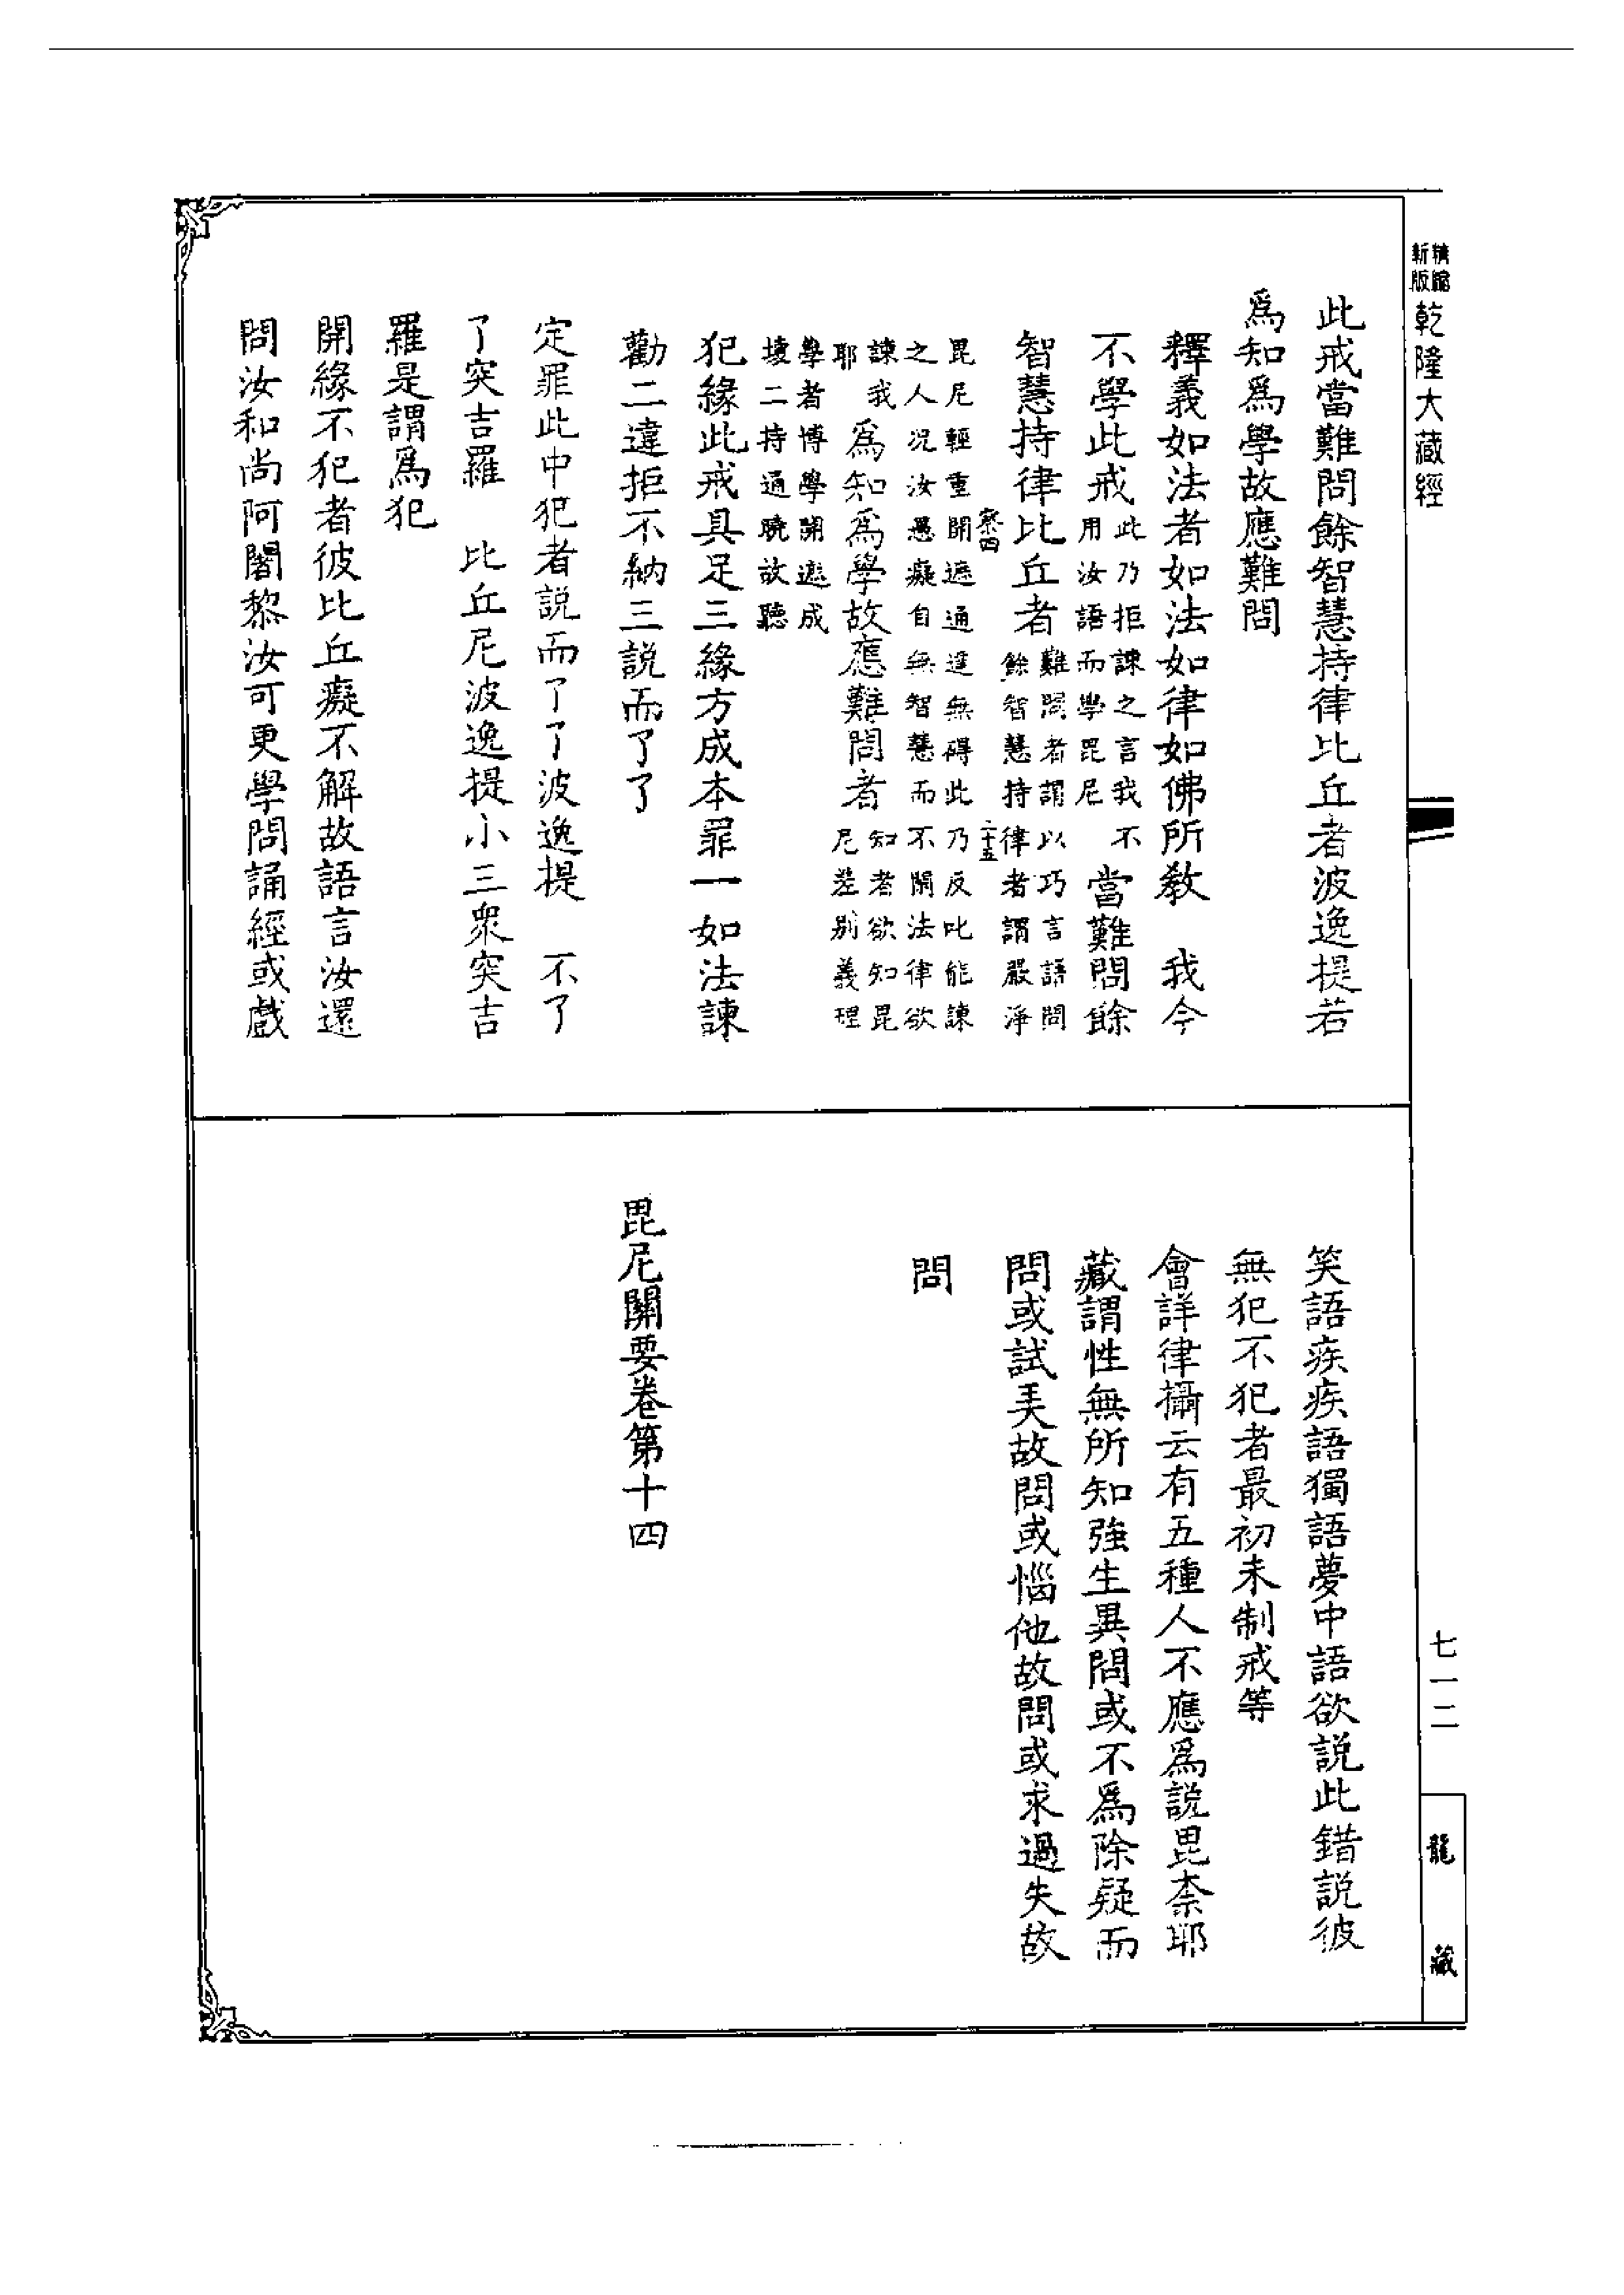 精縮
新版
乾隆大藏經
此戒當難問餘智慧持律比丘者波逸提若
爲知爲學故應難問
釋義如法者如法如律如佛所教　我今
不學此戒此乃拒諫之言我不用汝語而學毘尼當難問餘
智慧持律比丘者難問者謂以巧言語問餘智慧持律者謂嚴淨
察四
二十五
毘尼輕重開遮通達無碍此乃反叱能諫
之人況汝愚癡自無智慧而不閑法律欲
諫我耶爲知爲學故應難問者知者欲知毘尼差別義理
學者博學開遮成
壞二持通曉故聽
犯緣此戒具足三緣方成本罪一如法諫
勸二違拒不納三説而了了
定罪此中犯者説而了了波逸提　不了
了突吉羅　比丘尼波逸提小三眾突吉
羅是謂爲犯
開緣不犯者彼比丘癡不解故語言汝還
問汝和尚阿闍黎汝可更學問誦經或戲
笑語疾疾語獨語夢中語欲説此錯説彼
無犯不犯者最初未制戒等
會詳律攝云有五種人不應爲説毘柰耶
藏謂性無所知強生異問或不爲除疑而
問或試羙故問或惱他故問或求過失故
問
毘尼關要卷第十四
七一二
龍藏